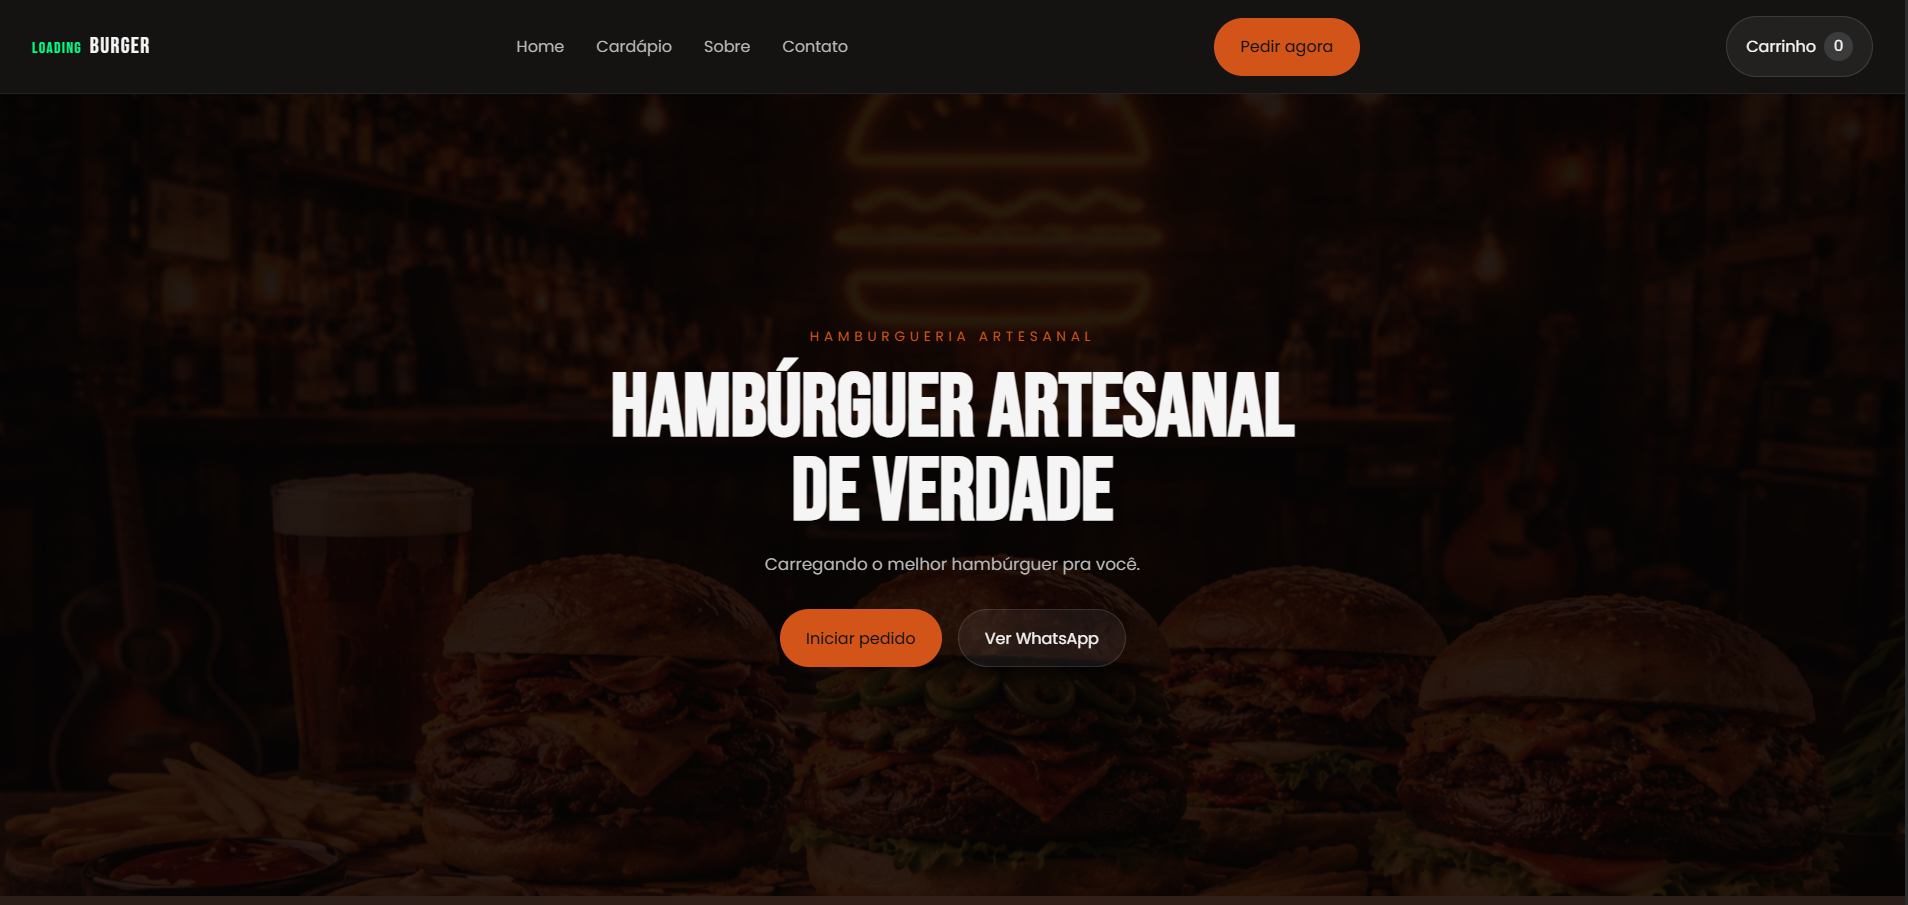 LOADING BURGER
Home Cardápio Sobre Contato
Pedir agora
Carrinho 0
HAMBURGUERIA ARTESANAL
HAMBÚRGUER ARTESANAL
DE VERDADE
Carregando o melhor hambúrguer pra você.
Iniciar pedido
Ver WhatsApp